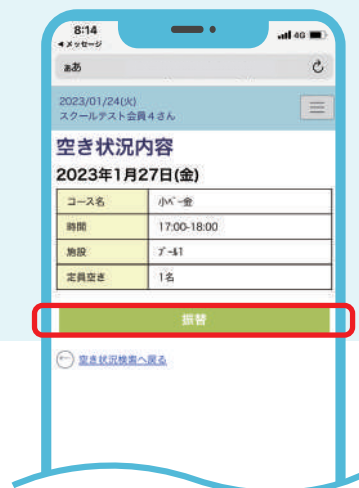 8:14
◀メッセージ
4G
ぁあ
2023/01/24(火)
スクールテスト会員4さん
空き状況内容
2023年1月27日(金)
コース名 小ﾍﾞｰ金
時間 17:00-18:00
施設 ﾌﾟｰﾙ1
定員空き 1名
振替
空き状況検索へ戻る